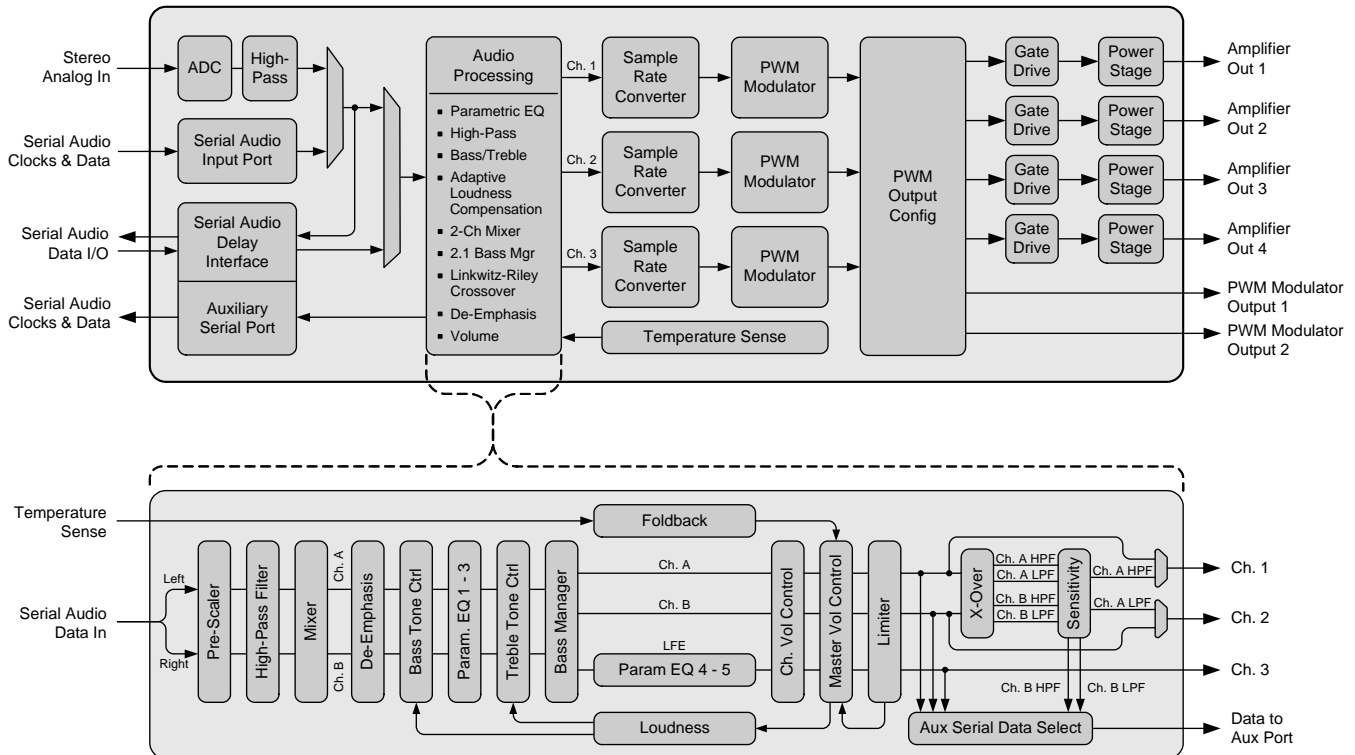 Stereo
Analog In
ADC
High-
Pass
Serial Audio
Clocks & Data
Serial Audio
Input Port
Serial Audio
Data I/O
Serial Audio
Delay
Interface
Serial Audio
Clocks & Data
Auxiliary
Serial Port
Audio
Processing
▪ Parametric EQ
▪ High-Pass
▪ Bass/Treble
▪ Adaptive
Loudness
Compensation
▪ 2-Ch Mixer
▪ 2.1 Bass Mgr
▪ Linkwitz-Riley
Crossover
▪ De-Emphasis
▪ Volume
Ch. 1
Sample
Rate
Converter
PWM
Modulator
Ch. 2
Sample
Rate
Converter
PWM
Modulator
Ch. 3
Sample
Rate
Converter
PWM
Modulator
Temperature Sense
PWM
Output
Config
Gate
Drive
Power
Stage
Amplifier
Out 1
Gate
Drive
Power
Stage
Amplifier
Out 2
Gate
Drive
Power
Stage
Amplifier
Out 3
Gate
Drive
Power
Stage
Amplifier
Out 4
PWM Modulator
Output 1
PWM Modulator
Output 2
Temperature
Sense
Foldback
Serial Audio
Data In
Left
Right
Pre-Scaler
High-Pass Filter
Mixer
Ch. A
Ch. B
De-Emphasis
Bass Tone Ctrl
Param. EQ 1 - 3
Treble Tone Ctrl
Bass Manager
Ch. A
Ch. B
LFE
Param EQ 4 - 5
Loudness
Ch. Vol Control
Master Vol Control
Limiter
X-Over
Ch. A HPF
Ch. A LPF
Ch. B HPF
Ch. B LPF
Sensitivity
Ch. A HPF
Ch. A LPF
Ch. B HPF
Ch. B LPF
Aux Serial Data Select
Ch. 1
Ch. 2
Ch. 3
Data to
Aux Port